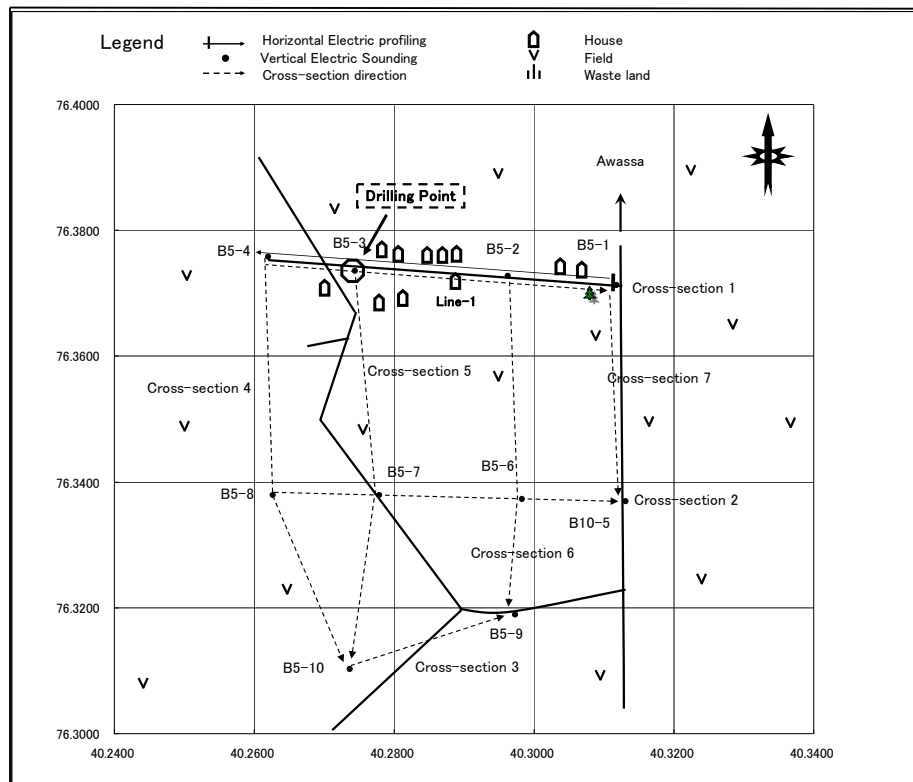 Legend
Horizontal Electric profiling
Vertical Electric Sounding
Cross-section direction
House
Field
Waste land
76.4000
Awassa
Drilling Point
76.3800
B5-4
B5-3
B5-2
B5-1
Line-1
Cross-section 1
76.3600
Cross-section 4
Cross-section 5
Cross-section 7
B5-8
B5-7
B5-6
76.3400
Cross-section 2
B10-5
Cross-section 6
76.3200
B5-9
B5-10
Cross-section 3
76.3000
40.2400 40.2600 40.2800 40.3000 40.3200 40.3400